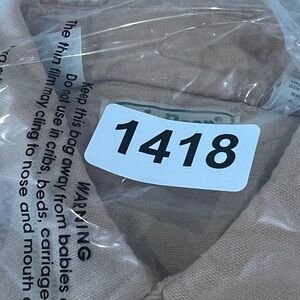 WARNING
Keep this bag away from babies
Do not use in cribs, beds, carriage
The thin film may cling to nose and mouth
1418